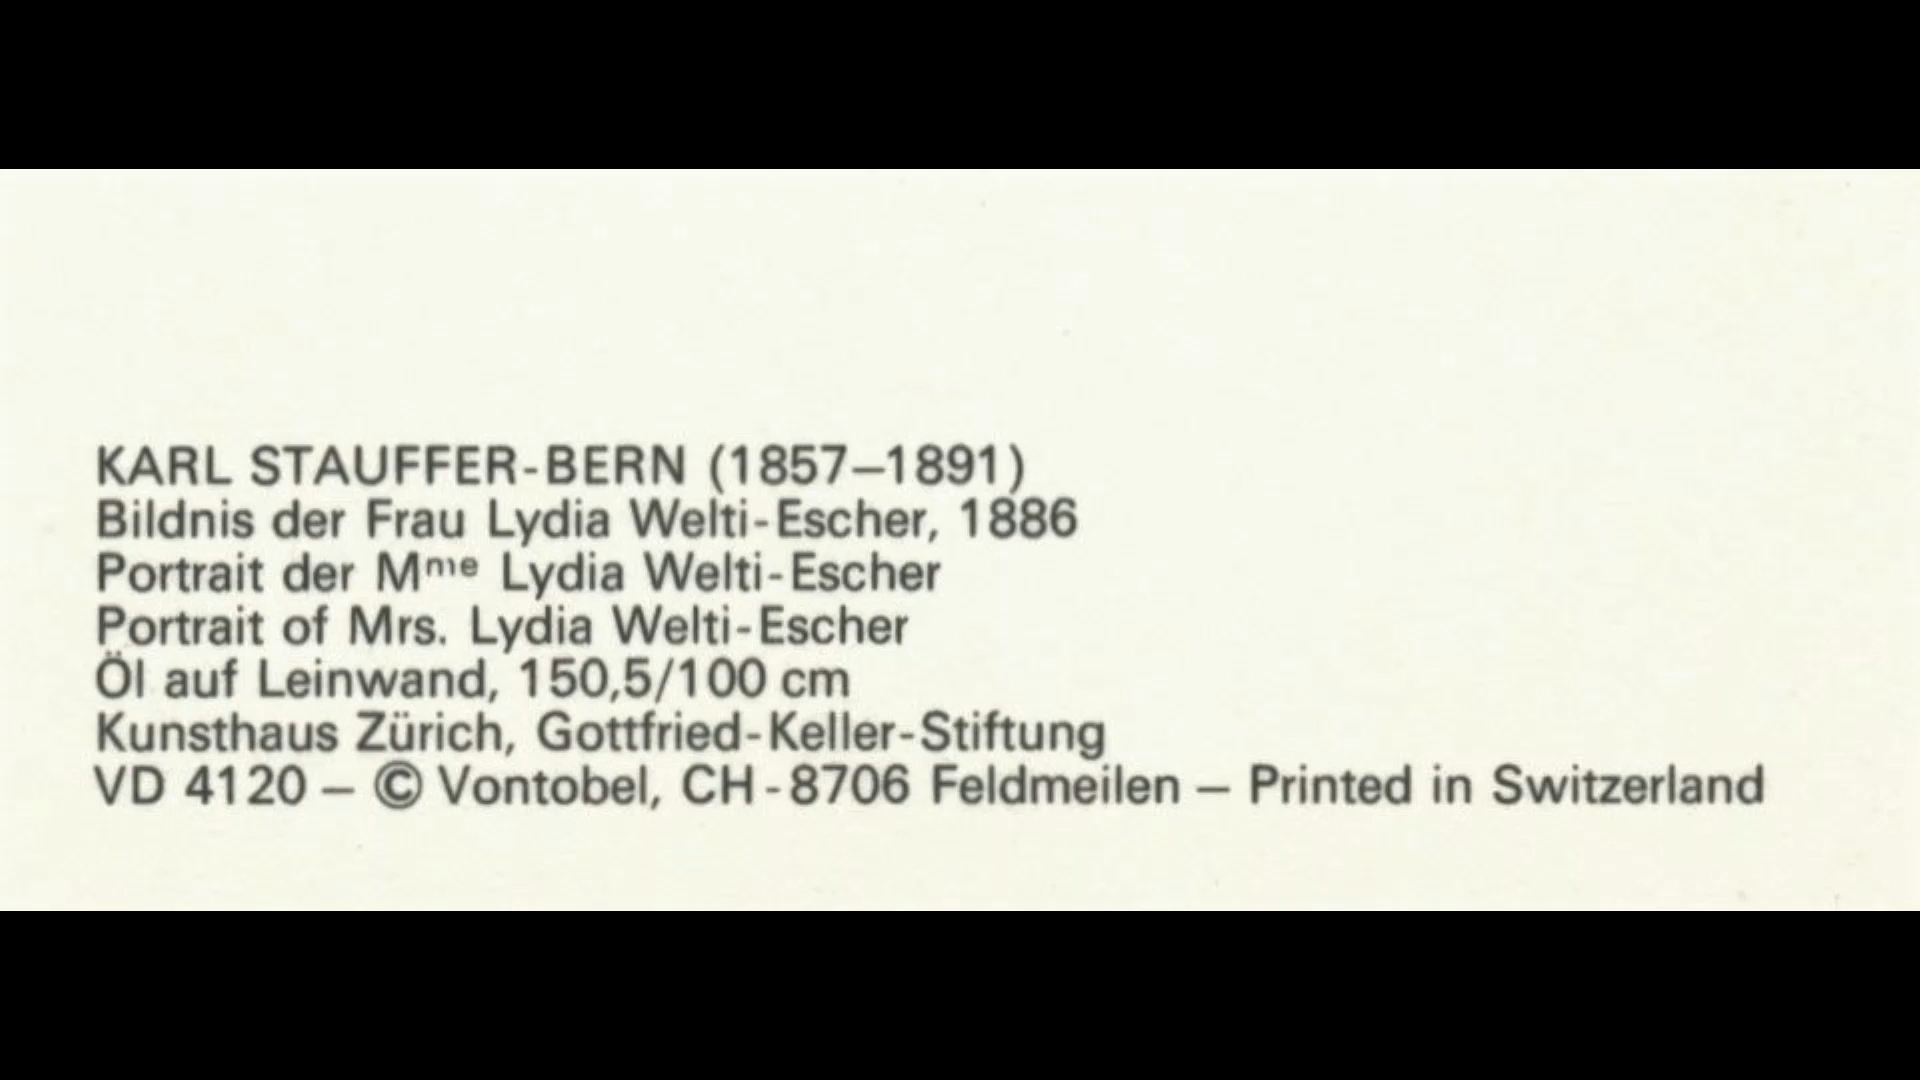 KARL STAUFFER-BERN (1857–1891)
Bildnis der Frau Lydia Welti-Escher, 1886
Portrait der Mme Lydia Welti-Escher
Portrait of Mrs. Lydia Welti-Escher
Öl auf Leinwand, 150,5/100 cm
Kunsthaus Zürich, Gottfried-Keller-Stiftung
VD 4120 – © Vontobel, CH-8706 Feldmeilen – Printed in Switzerland